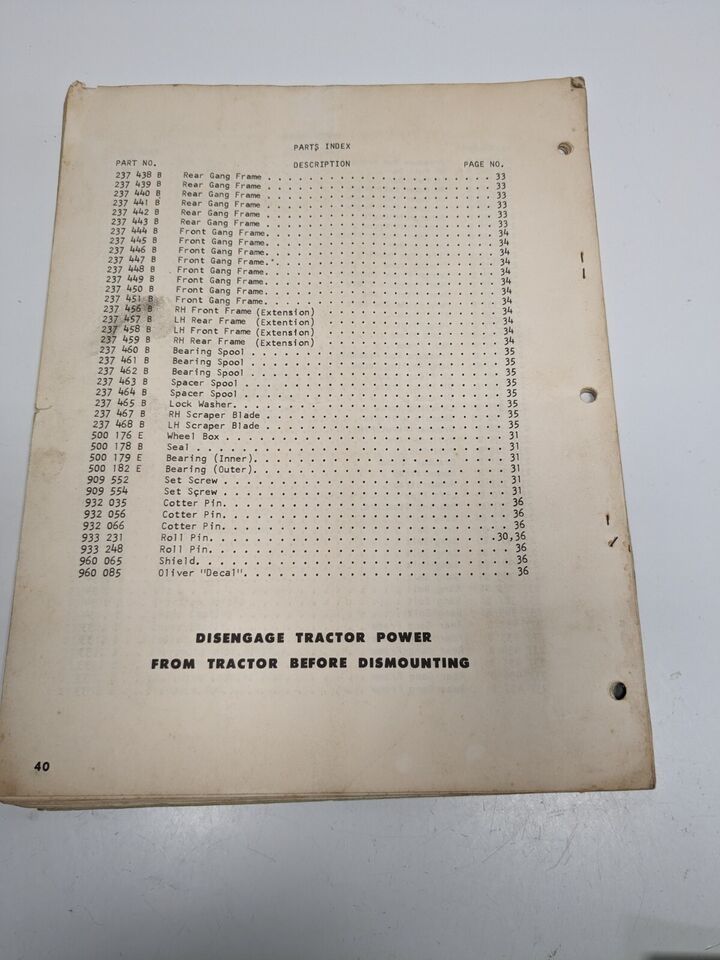 PARTS INDEX
PART NO. DESCRIPTION PAGE NO.
237 438 B Rear Gang Frame . . . . . . . . . . . . . . . . . . . . . . . . 33
237 439 B Rear Gang Frame . . . . . . . . . . . . . . . . . . . . . . . . 33
237 440 B Rear Gang Frame . . . . . . . . . . . . . . . . . . . . . . . . 33
237 441 B Rear Gang Frame . . . . . . . . . . . . . . . . . . . . . . . . 33
237 442 B Rear Gang Frame . . . . . . . . . . . . . . . . . . . . . . . . 33
237 443 B Rear Gang Frame . . . . . . . . . . . . . . . . . . . . . . . . 33
237 444 B Front Gang Frame. . . . . . . . . . . . . . . . . . . . . . . . 34
237 445 B Front Gang Frame. . . . . . . . . . . . . . . . . . . . . . . . 34
237 446 B Front Gang Frame. . . . . . . . . . . . . . . . . . . . . . . . 34
237 447 B Front Gang Frame. . . . . . . . . . . . . . . . . . . . . . . . 34
237 448 B Front Gang Frame. . . . . . . . . . . . . . . . . . . . . . . . 34
237 449 B Front Gang Frame. . . . . . . . . . . . . . . . . . . . . . . . 34
237 450 B Front Gang Frame. . . . . . . . . . . . . . . . . . . . . . . . 34
237 451 B Front Gang Frame. . . . . . . . . . . . . . . . . . . . . . . . 34
237 456 B RH Front Frame (Extension) . . . . . . . . . . . . . . . . . . 34
237 457 B LH Rear Frame (Extention) . . . . . . . . . . . . . . . . . . 34
237 458 B LH Front Frame (Extension) . . . . . . . . . . . . . . . . . . 34
237 459 B RH Rear Frame (Extension) . . . . . . . . . . . . . . . . . . 34
237 460 B Bearing Spool . . . . . . . . . . . . . . . . . . . . . . . . . 35
237 461 B Bearing Spool . . . . . . . . . . . . . . . . . . . . . . . . . 35
237 462 B Bearing Spool . . . . . . . . . . . . . . . . . . . . . . . . . 35
237 463 B Spacer Spool . . . . . . . . . . . . . . . . . . . . . . . . . 35
237 464 B Spacer Spool . . . . . . . . . . . . . . . . . . . . . . . . . 35
237 465 B Lock Washer. . . . . . . . . . . . . . . . . . . . . . . . . . 35
237 467 B RH Scraper Blade . . . . . . . . . . . . . . . . . . . . . . . 35
237 468 B LH Scraper Blade . . . . . . . . . . . . . . . . . . . . . . . 35
500 176 E Wheel Box . . . . . . . . . . . . . . . . . . . . . . . . . . . 31
500 178 B Seal . . . . . . . . . . . . . . . . . . . . . . . . . . . . . 31
500 179 E Bearing (Inner). . . . . . . . . . . . . . . . . . . . . . . . 31
500 182 E Bearing (Outer). . . . . . . . . . . . . . . . . . . . . . . . 31
909 552 Set Screw . . . . . . . . . . . . . . . . . . . . . . . . . . . 31
909 554 Set Screw . . . . . . . . . . . . . . . . . . . . . . . . . . . 31
932 035 Cotter Pin. . . . . . . . . . . . . . . . . . . . . . . . . . . 36
932 056 Cotter Pin. . . . . . . . . . . . . . . . . . . . . . . . . . . 36
932 066 Cotter Pin. . . . . . . . . . . . . . . . . . . . . . . . . . . 36
933 231 Roll Pin. . . . . . . . . . . . . . . . . . . . . . . . . . .30,36
933 248 Roll Pin. . . . . . . . . . . . . . . . . . . . . . . . . . . . 36
960 065 Shield. . . . . . . . . . . . . . . . . . . . . . . . . . . . . 36
960 085 Oliver "Decal". . . . . . . . . . . . . . . . . . . . . . . . . 36
DISENGAGE TRACTOR POWER
FROM TRACTOR BEFORE DISMOUNTING
40